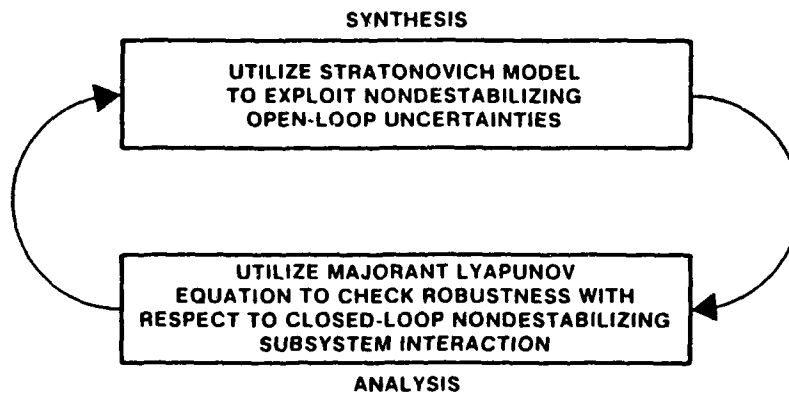 SYNTHESIS
UTILIZE STRATONOVICH MODEL
TO EXPLOIT NONDESTABILIZING
OPEN-LOOP UNCERTAINTIES
UTILIZE MAJORANT LYAPUNOV
EQUATION TO CHECK ROBUSTNESS WITH
RESPECT TO CLOSED-LOOP NONDESTABILIZING
SUBSYSTEM INTERACTION
ANALYSIS